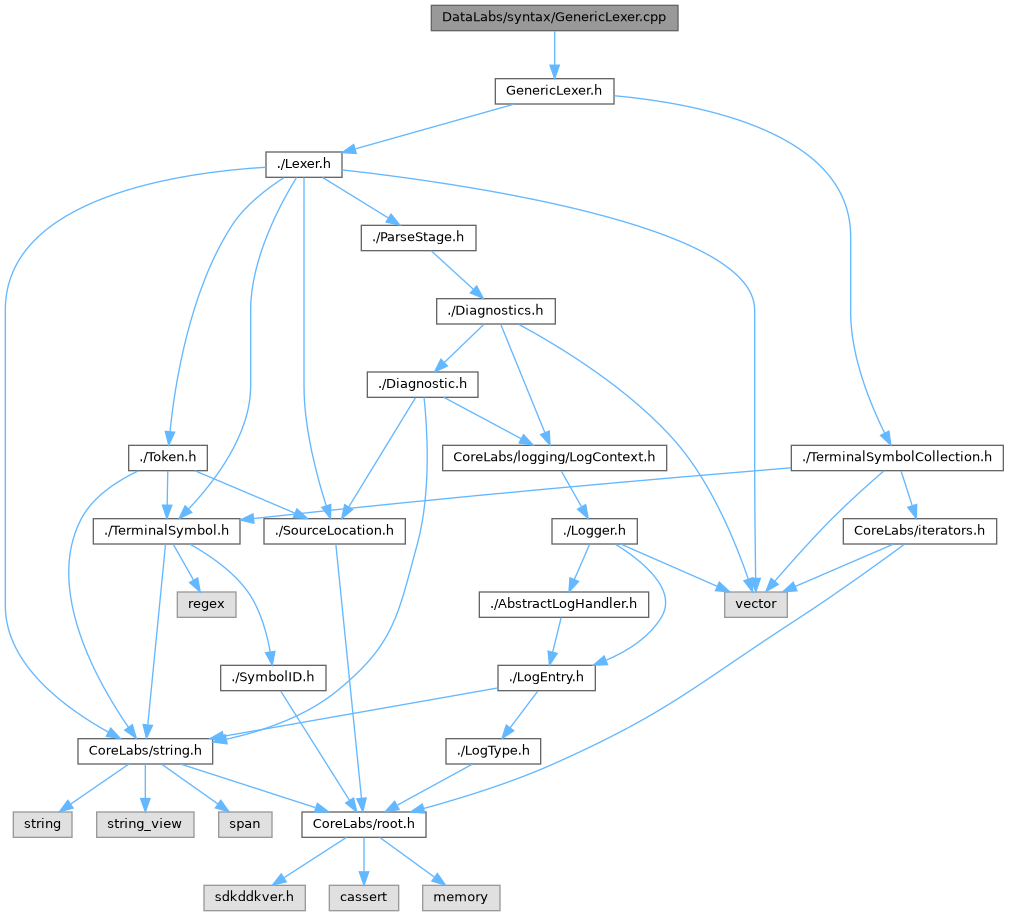 DataLabs/syntax/GenericLexer.cpp
GenericLexer.h
./Lexer.h
./ParseStage.h
./Diagnostics.h
./Diagnostic.h
./Token.h
CoreLabs/logging/LogContext.h
./TerminalSymbolCollection.h
./TerminalSymbol.h
./SourceLocation.h
./Logger.h
CoreLabs/iterators.h
regex
./AbstractLogHandler.h
vector
./SymbolID.h
./LogEntry.h
CoreLabs/string.h
./LogType.h
string
string_view
span
CoreLabs/root.h
sdkddkver.h
cassert
memory